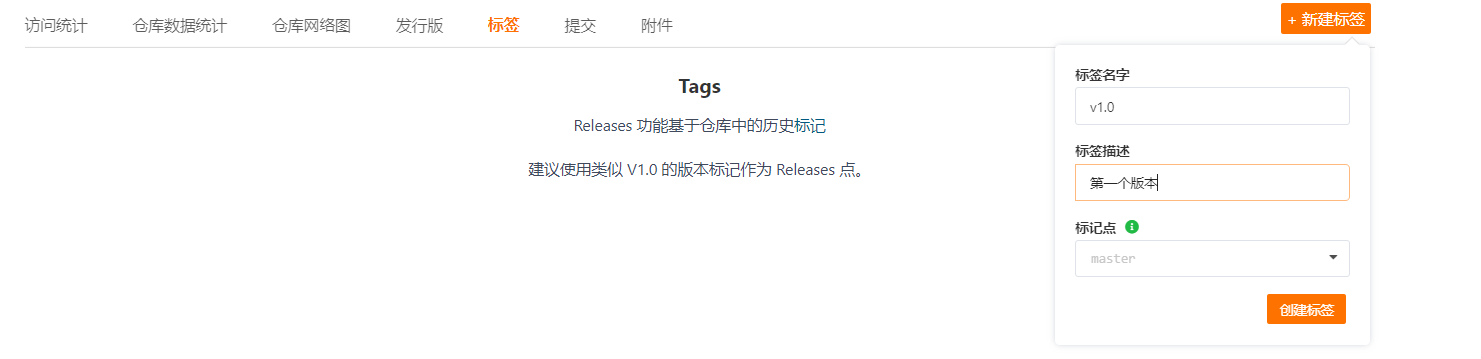 访问统计 仓库数据统计 仓库网络图 发行版 标签 提交 附件 + 新建标签
Tags
Releases 功能基于仓库中的历史标记
建议使用类似 V1.0 的版本标记作为 Releases 点。
标签名字
v1.0
标签描述
第一个版本
标记点
master
创建标签